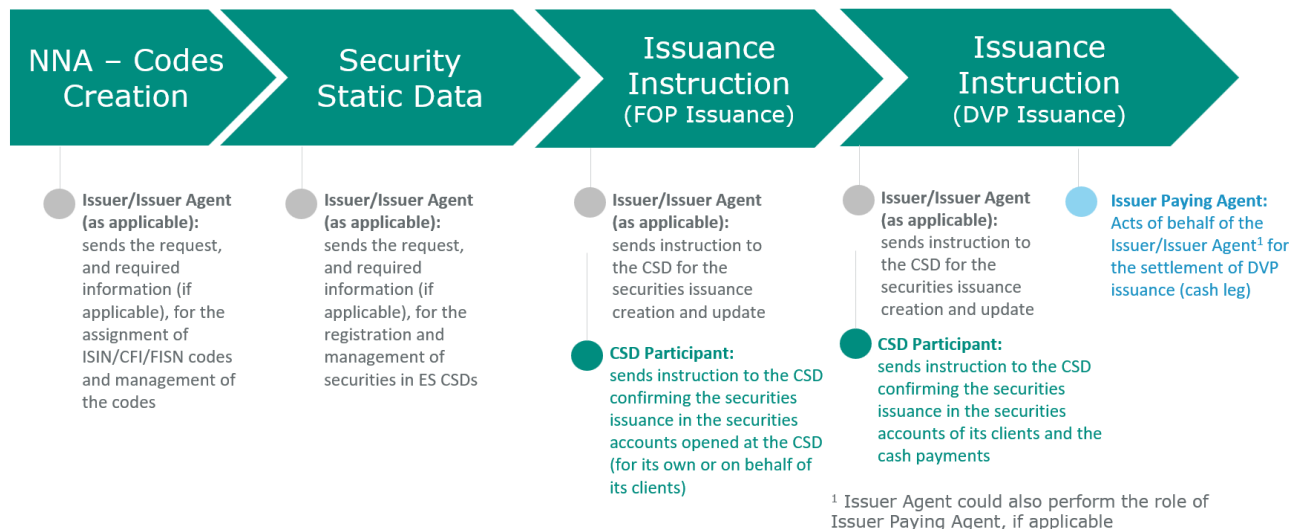 NNA – Codes
Creation
Security
Static Data
Issuance
Instruction
(FOP Issuance)
Issuance
Instruction
(DVP Issuance)
Issuer/Issuer Agent
(as applicable):
sends the request,
and required
information (if
applicable), for the
assignment of
ISIN/CFI/FISN codes
and management of
the codes
Issuer/Issuer Agent
(as applicable):
sends the request,
and required
information (if
applicable), for the
registration and
management of
securities in ES CSDs
Issuer/Issuer Agent
(as applicable):
sends instruction to
the CSD for the
securities issuance
creation and update
CSD Participant:
sends instruction to the CSD
confirming the securities
issuance in the securities
accounts opened at the CSD
(for its own or on behalf of
its clients)
Issuer/Issuer Agent
(as applicable):
sends instruction to
the CSD for the
securities issuance
creation and update
CSD Participant:
sends instruction to the CSD
confirming the securities
issuance in the securities
accounts of its clients and the
cash payments
Issuer Paying Agent:
Acts of behalf of the
Issuer/Issuer Agent¹ for
the settlement of DVP
issuance (cash leg)
¹ Issuer Agent could also perform the role of
Issuer Paying Agent, if applicable